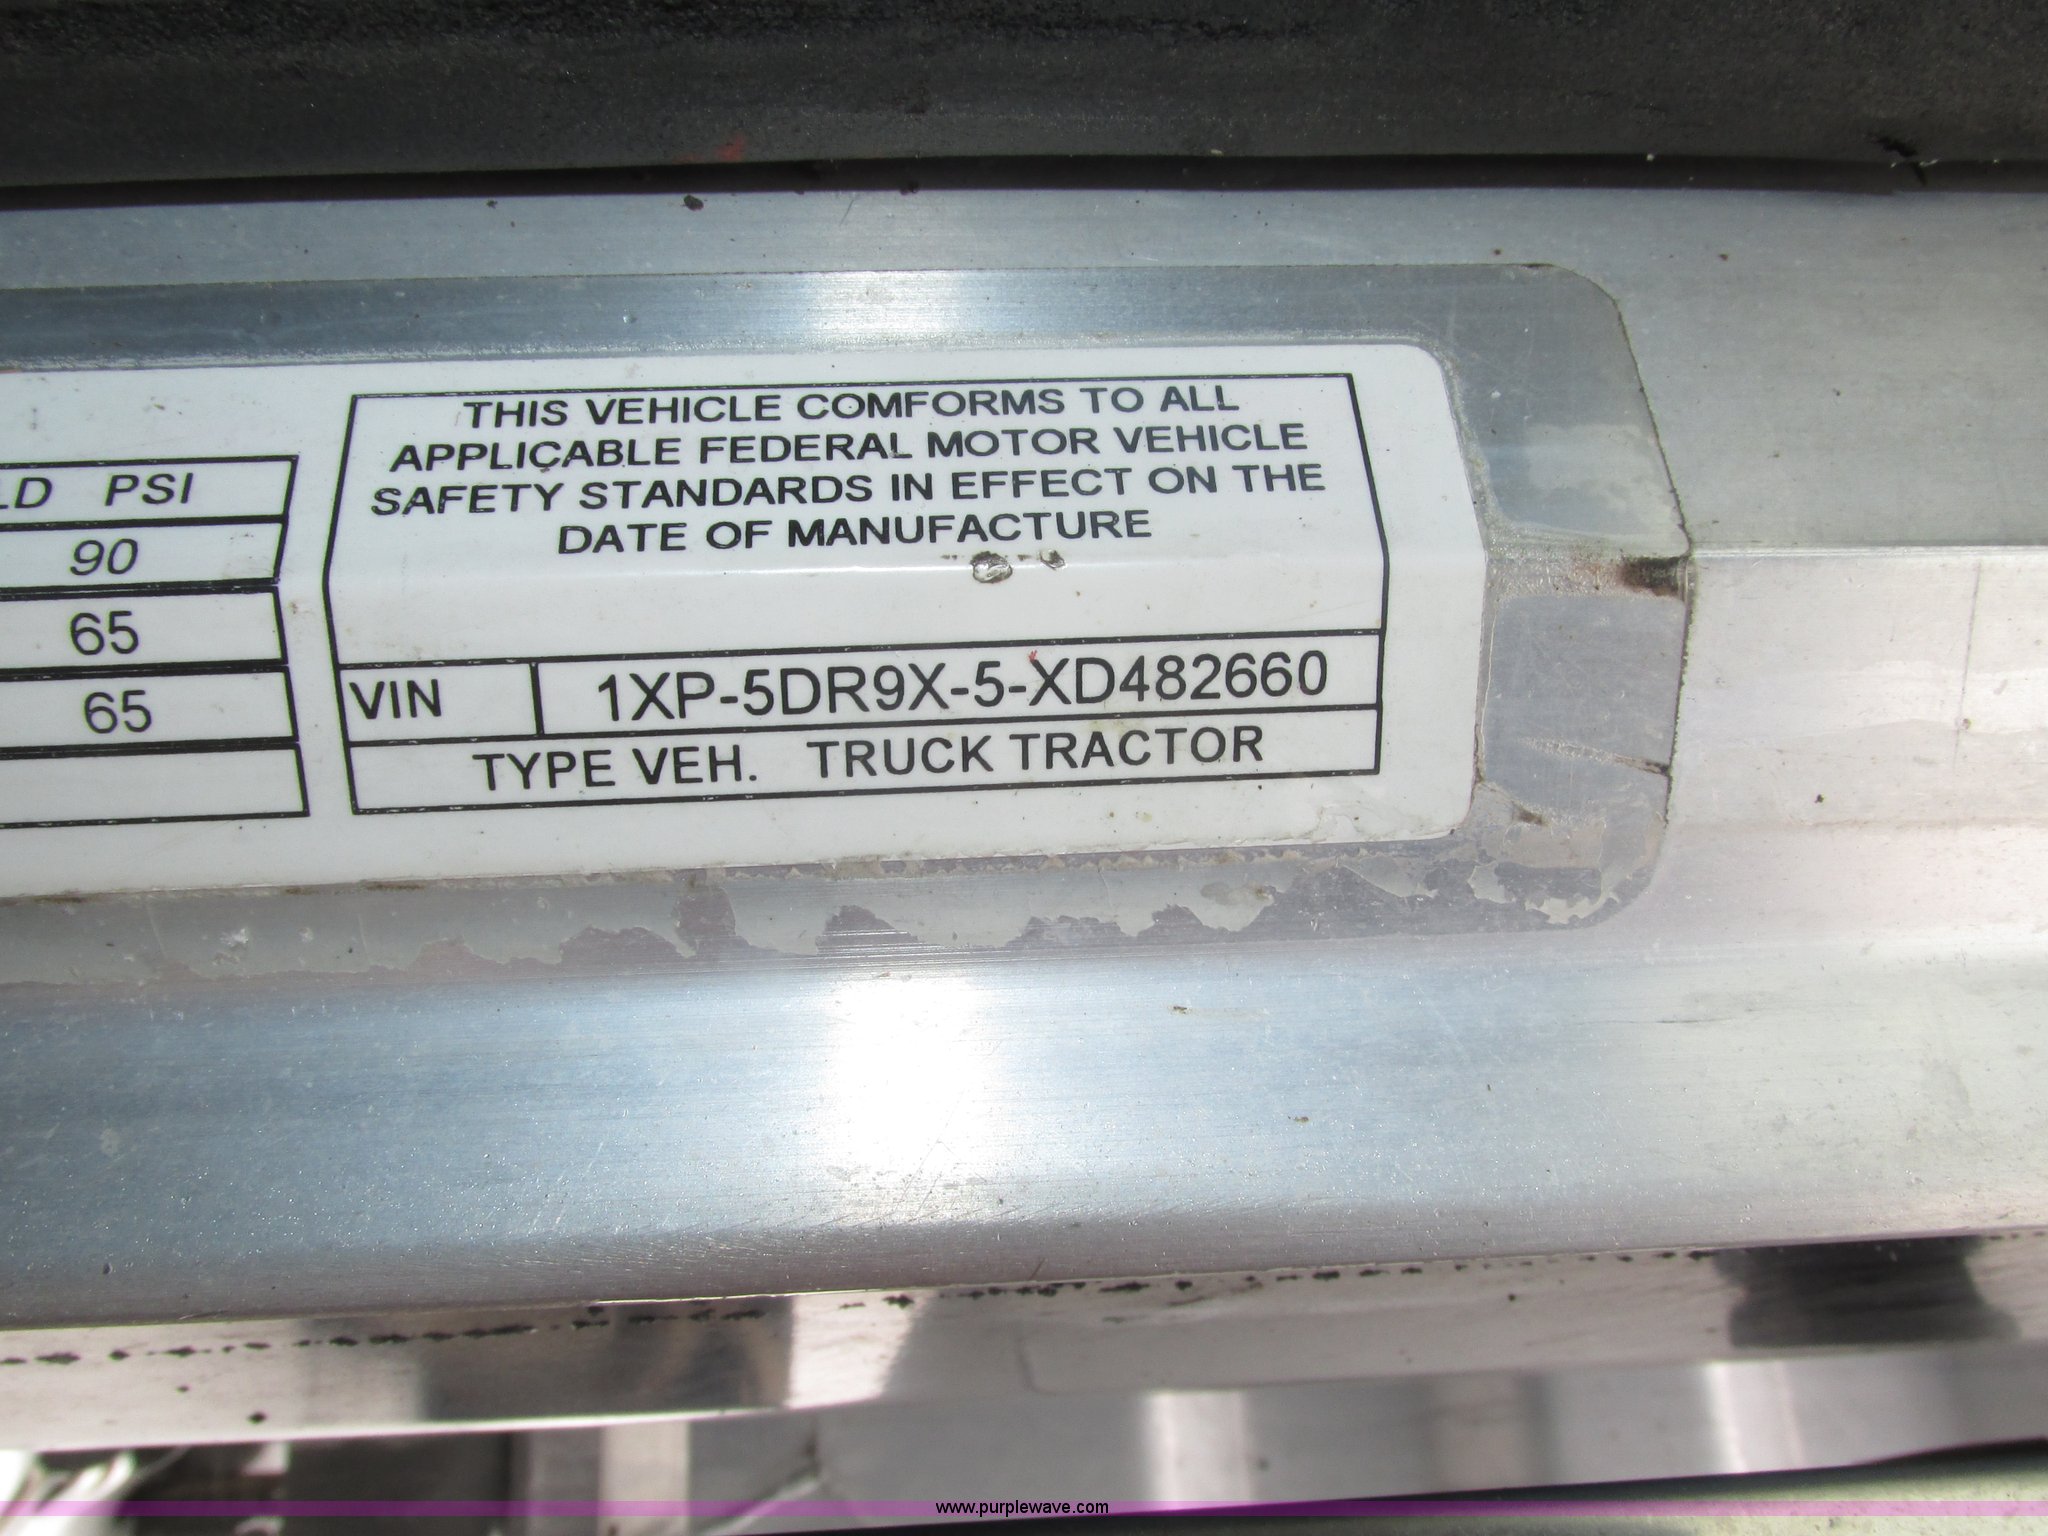 THIS VEHICLE COMFORMS TO ALL
APPLICABLE FEDERAL MOTOR VEHICLE
SAFETY STANDARDS IN EFFECT ON THE
DATE OF MANUFACTURE
LD PSI
90
65
65
VIN 1XP-5DR9X-5-XD482660
TYPE VEH. TRUCK TRACTOR
www.purplewave.com